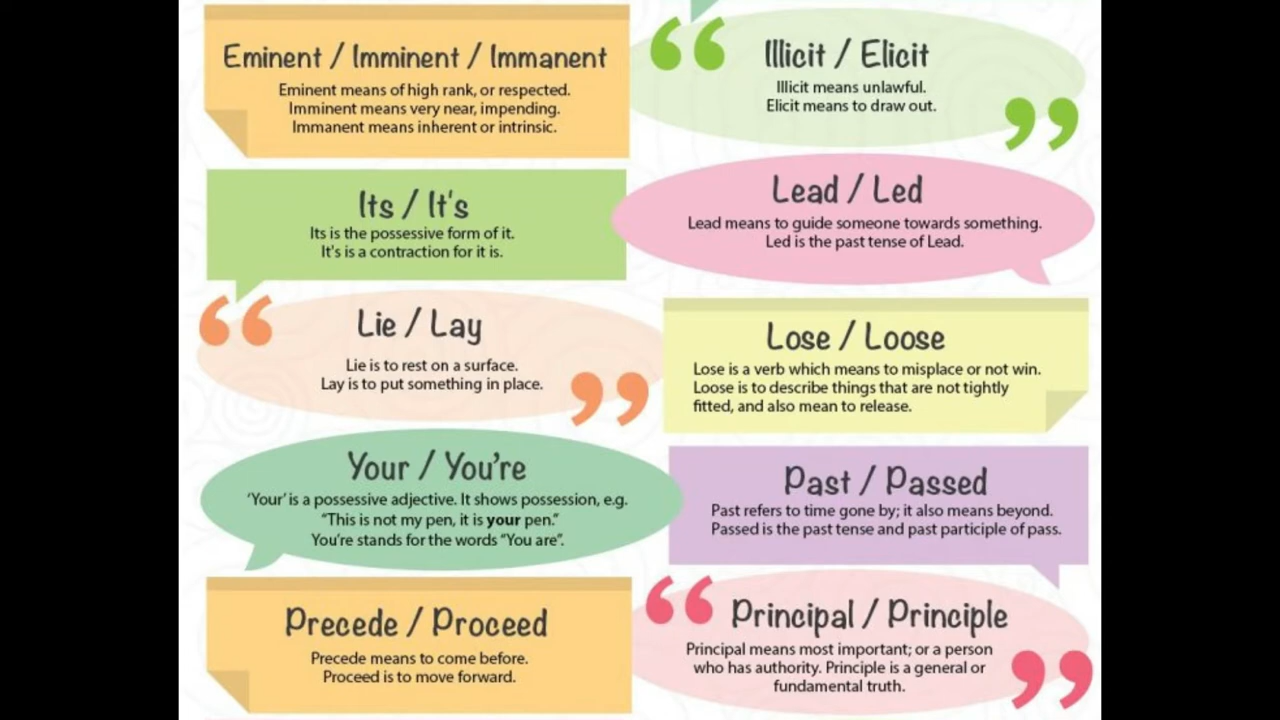 Eminent / Imminent / Immanent
Eminent means of high rank, or respected.
Imminent means very near, impending.
Immanent means inherent or intrinsic.
Illicit / Elicit
Illicit means unlawful.
Elicit means to draw out.
Its / It's
Its is the possessive form of it.
It's is a contraction for it is.
Lead / Led
Lead means to guide someone towards something.
Led is the past tense of Lead.
Lie / Lay
Lie is to rest on a surface.
Lay is to put something in place.
Lose / Loose
Lose is a verb which means to misplace or not win.
Loose is to describe things that are not tightly
fitted, and also mean to release.
Your / You’re
‘Your’ is a possessive adjective. It shows possession, e.g.
“This is not my pen, it is your pen.”
You’re stands for the words “You are”.
Past / Passed
Past refers to time gone by; it also means beyond.
Passed is the past tense and past participle of pass.
Precede / Proceed
Precede means to come before.
Proceed is to move forward.
Principal / Principle
Principal means most important; or a person
who has authority. Principle is a general or
fundamental truth.